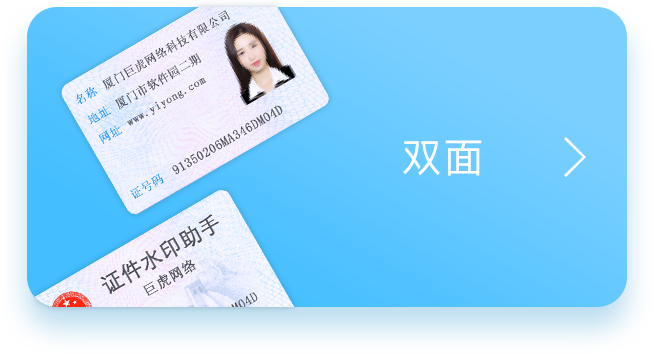 名称 厦门巨虎网络科技有限公司
地址 厦门市软件园二期
网址 www.yiyong.com
证号码 91350206MA346DMO4D
双面
证件水印助手
巨虎网络
MO4D